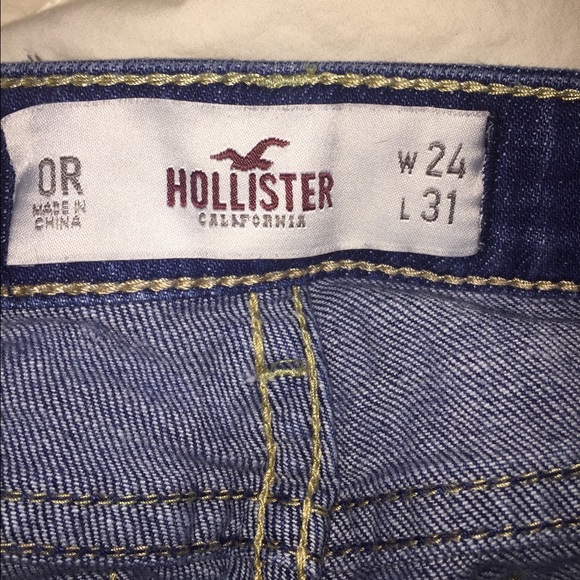 0R
MADE IN
CHINA
HOLLISTER
CALIFORNIA
W 24
L 31